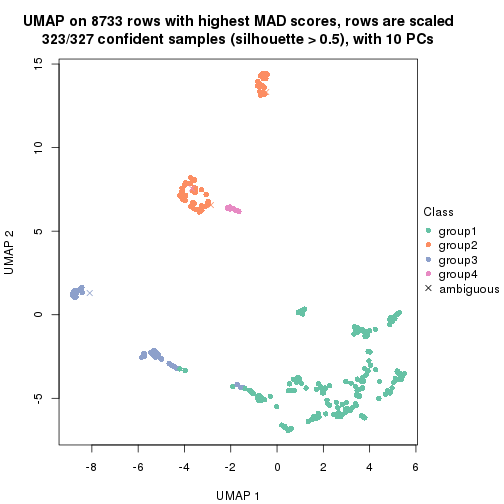 UMAP on 8733 rows with highest MAD scores, rows are scaled
323/327 confident samples (silhouette > 0.5), with 10 PCs
15
10
5
0
-5
UMAP 2
-8
-6
-4
-2
0
2
4
6
UMAP 1
Class
group1
group2
group3
group4
ambiguous